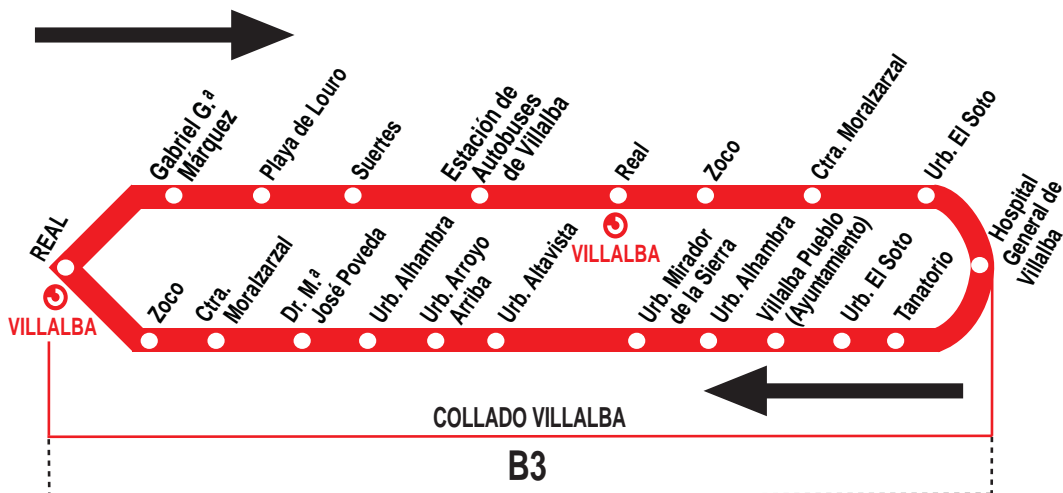 Gabriel G.ª
Márquez
Playa de Louro
Suertes
Estación de
Autobuses
de Villalba
Real
Zoco
Ctra. Moralzarzal
Urb. El Soto
Hospital
General de
Villalba
REAL
VILLALBA
VILLALBA
Zoco
Ctra.
Moralzarzal
Dr. M.ª
José Poveda
Urb. Alhambra
Urb. Arroyo
Arriba
Urb. Altavista
Urb. Mirador
de la Sierra
Urb. Alhambra
Villalba Pueblo
(Ayuntamiento)
Urb. El Soto
Tanatorio
COLLADO VILLALBA
B3